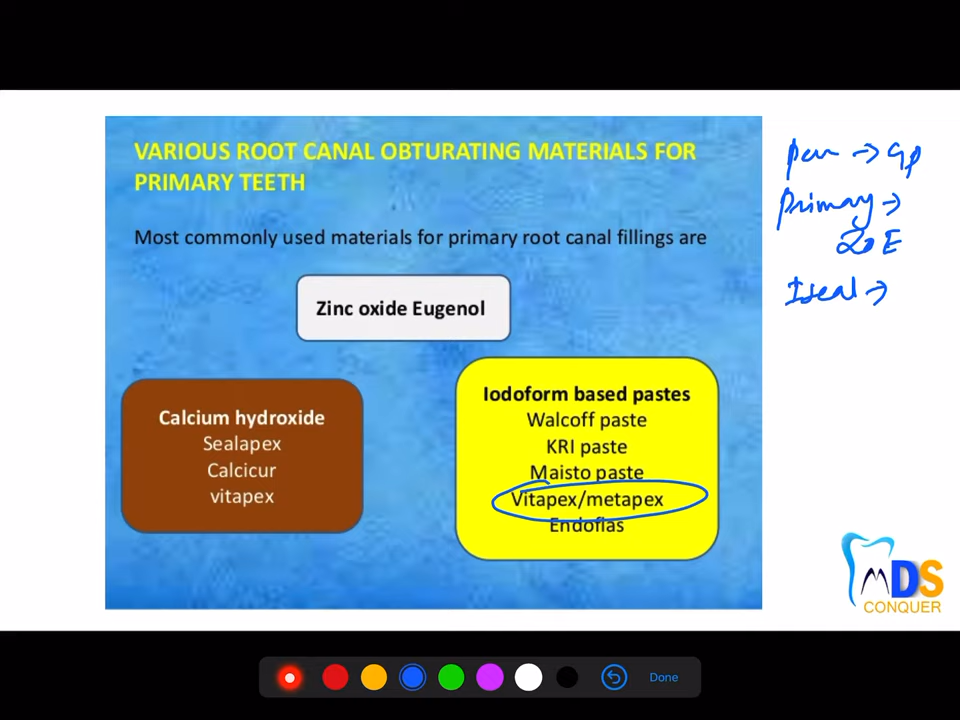 VARIOUS ROOT CANAL OBTURATING MATERIALS FOR
PRIMARY TEETH
Most commonly used materials for primary root canal fillings are
Zinc oxide Eugenol
Calcium hydroxide
Sealapex
Calcicur
vitapex
Iodoform based pastes
Walcoff paste
KRI paste
Maisto paste
Vitapex/metapex
Endoflas
→ GP
Primary →
ZOE
Ideal →
MDS
CONQUER
Done